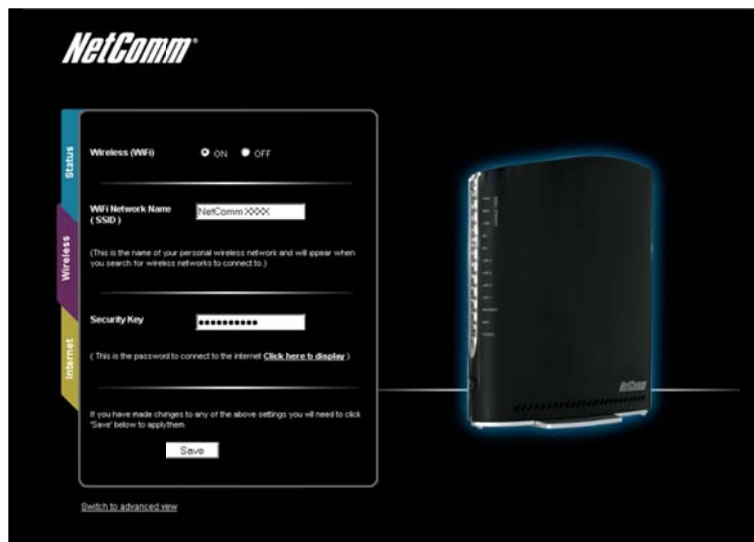 NetComm
Status
Wireless
Internet
Wireless (WiFi) ON OFF
WiFi Network Name
( SSID ) NetComm XXXX
(This is the name of your personal wireless network and will appear when
you search for wireless networks to connect to.)
Security Key ••••••••••
( This is the password to connect to the internet Click here to display )
If you have made changes to any of the above settings you will need to click
'Save' below to apply them
Save
Switch to advanced view
NetComm